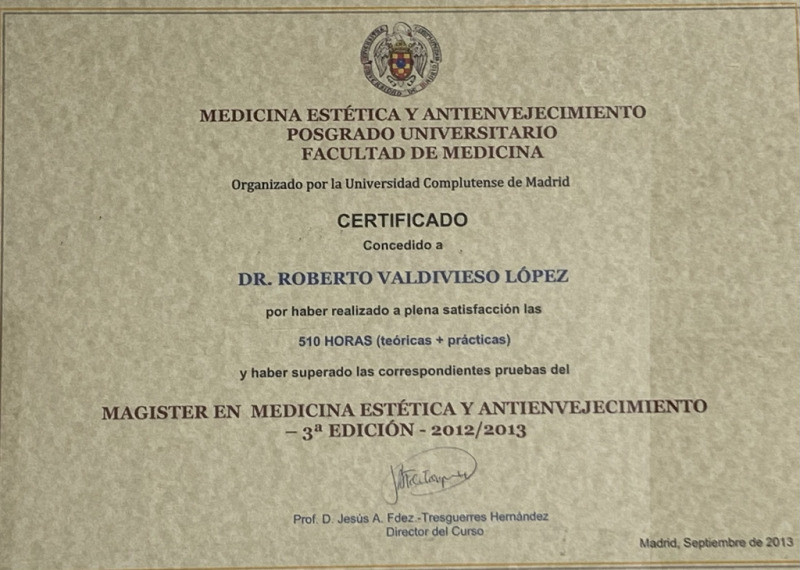 MEDICINA ESTÉTICA Y ANTIENVEJECIMIENTO
POSGRADO UNIVERSITARIO
FACULTAD DE MEDICINA
Organizado por la Universidad Complutense de Madrid
CERTIFICADO
Concedido a
DR. ROBERTO VALDIVIESO LÓPEZ
por haber realizado a plena satisfacción las
510 HORAS (teóricas + prácticas)
y haber superado las correspondientes pruebas del
MAGISTER EN MEDICINA ESTÉTICA Y ANTIENVEJECIMIENTO
– 3ª EDICIÓN - 2012/2013
Prof. D. Jesús A. Fdez.-Tresguerres Hernández
Director del Curso
Madrid, Septiembre de 2013